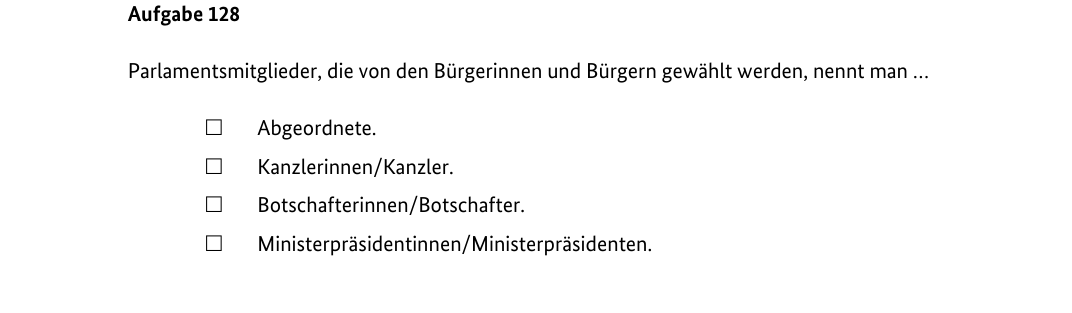 Aufgabe 128
Parlamentsmitglieder, die von den Bürgerinnen und Bürgern gewählt werden, nennt man …
☐ Abgeordnete.
☐ Kanzlerinnen/Kanzler.
☐ Botschafterinnen/Botschafter.
☐ Ministerpräsidentinnen/Ministerpräsidenten.